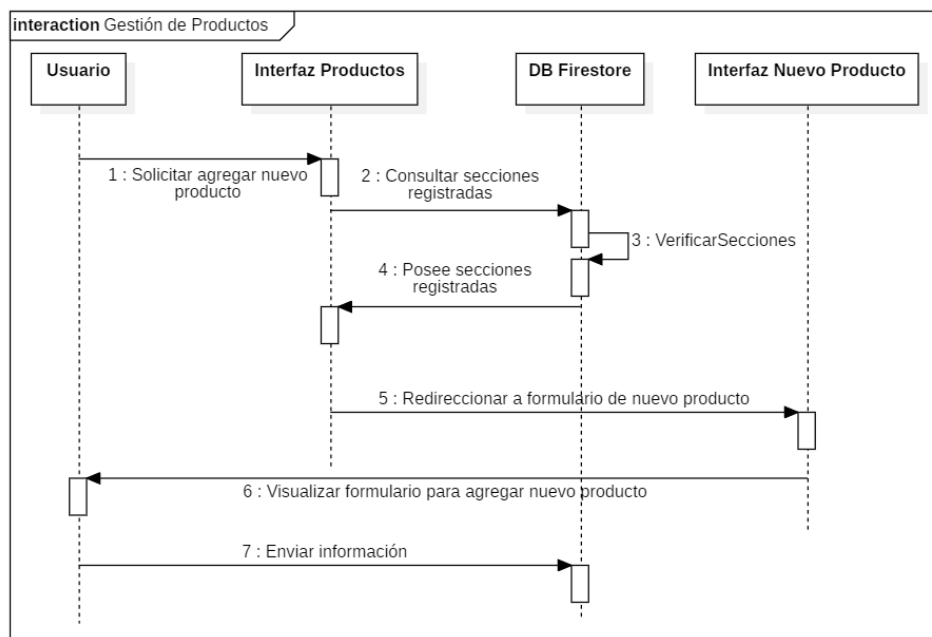 interaction Gestión de Productos
Usuario
Interfaz Productos
DB Firestore
Interfaz Nuevo Producto
1 : Solicitar agregar nuevo
producto
2 : Consultar secciones
registradas
3 : VerificarSecciones
4 : Posee secciones
registradas
5 : Redireccionar a formulario de nuevo producto
6 : Visualizar formulario para agregar nuevo producto
7 : Enviar información